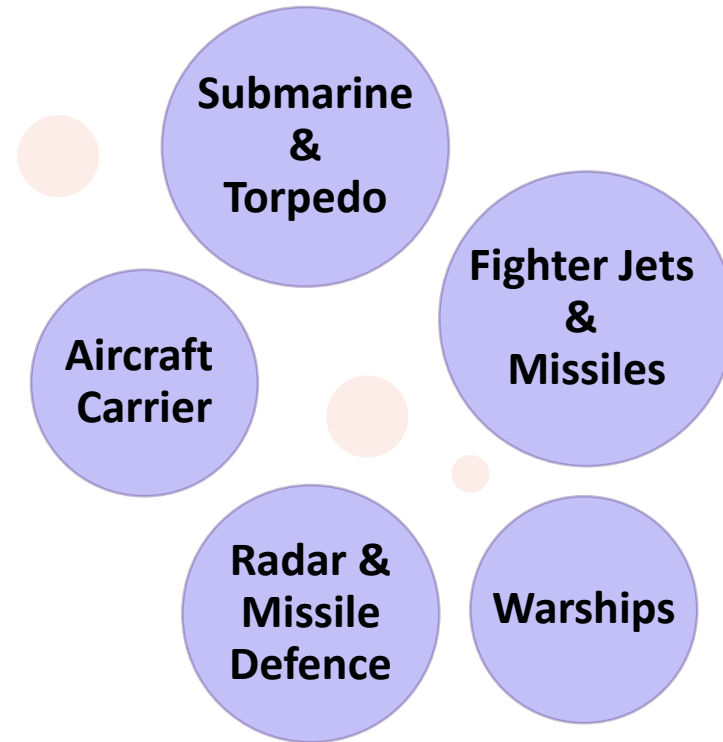 Submarine
&
Torpedo
Fighter Jets
&
Missiles
Aircraft
Carrier
Radar &
Missile
Defence
Warships